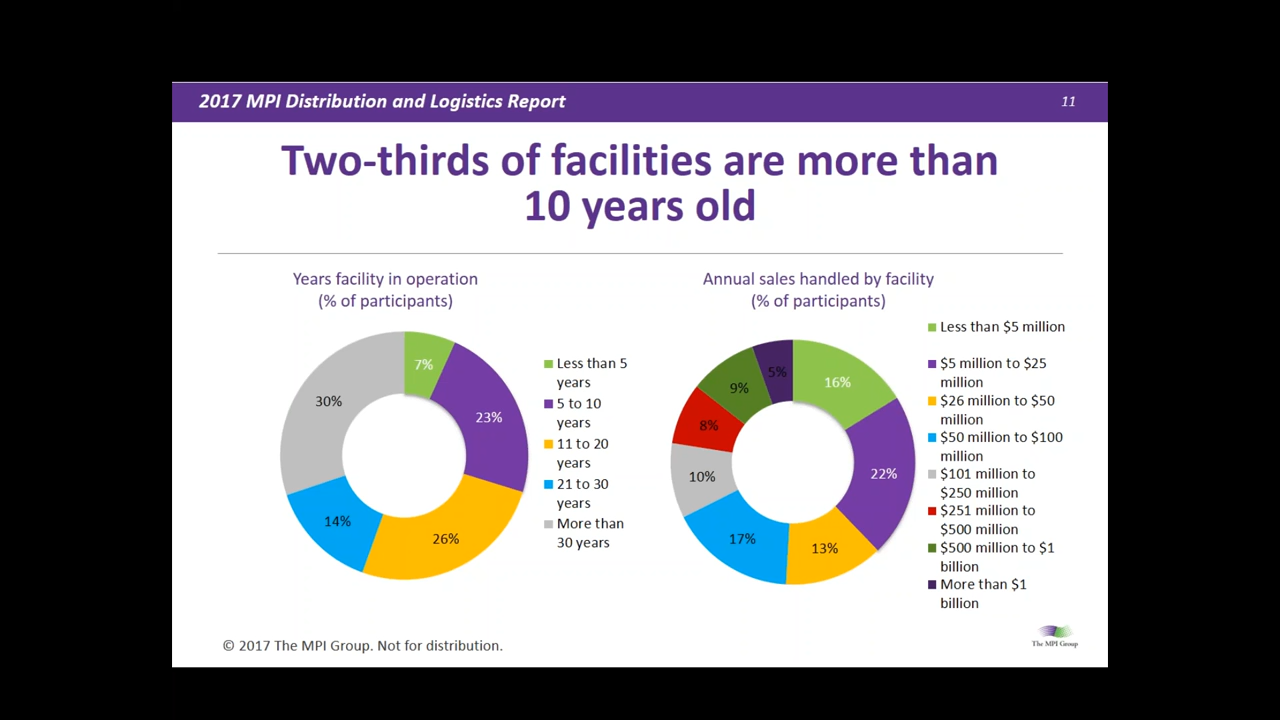 2017 MPI Distribution and Logistics Report
11
Two-thirds of facilities are more than
10 years old
Years facility in operation
(% of participants)
7%
23%
26%
14%
30%
Less than 5
years
5 to 10
years
11 to 20
years
21 to 30
years
More than
30 years
Annual sales handled by facility
(% of participants)
16%
22%
13%
17%
10%
8%
9%
5%
Less than $5 million
$5 million to $25
million
$26 million to $50
million
$50 million to $100
million
$101 million to
$250 million
$251 million to
$500 million
$500 million to $1
billion
More than $1
billion
© 2017 The MPI Group. Not for distribution.
The MPI Group